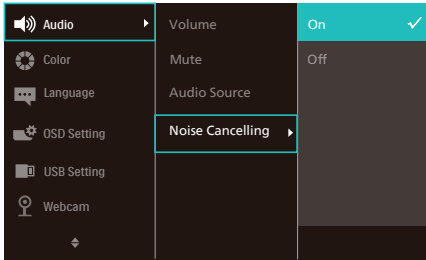 Audio
Color
Language
OSD Setting
USB Setting
Webcam
Volume
Mute
Audio Source
Noise Cancelling
On
Off